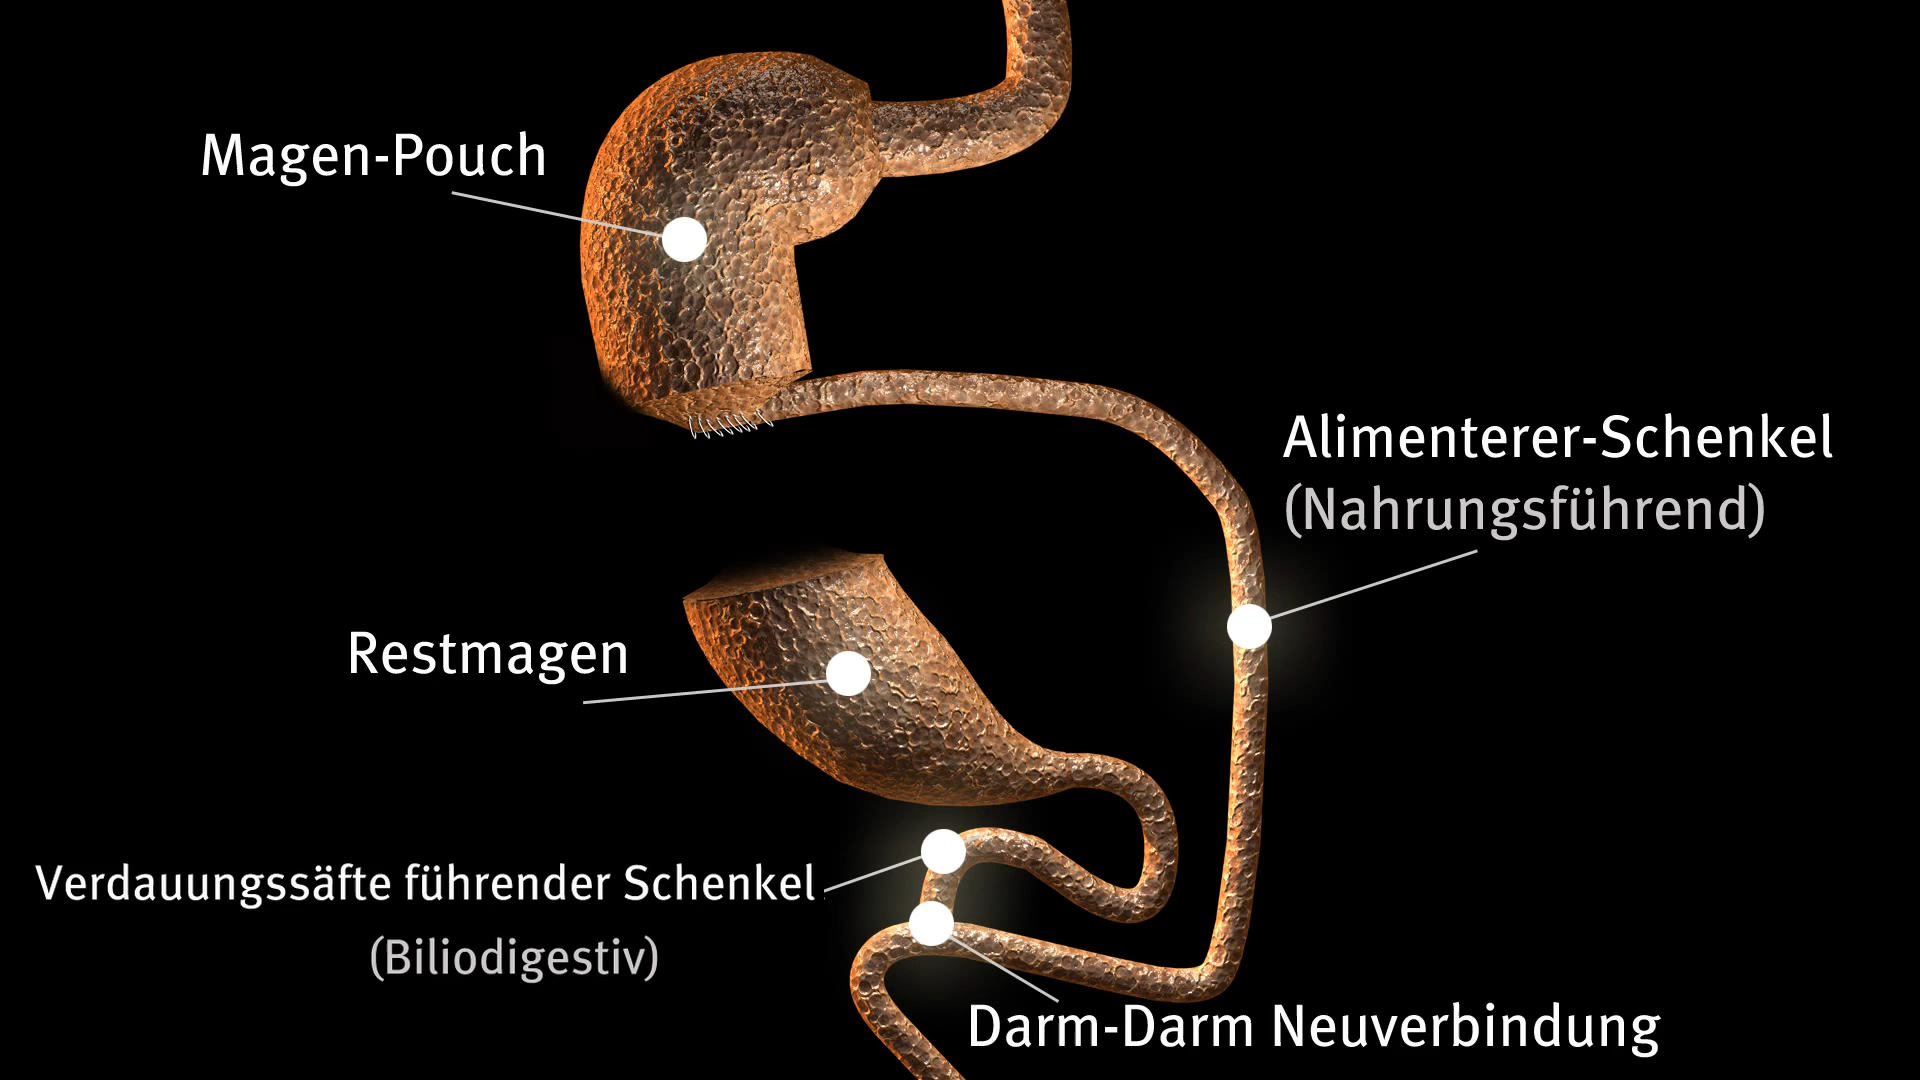 Magen-Pouch
Alimenterer-Schenkel
(Nahrungsführend)
Restmagen
Verdauungssäfte führender Schenkel
(Biliodigestiv)
Darm-Darm Neuverbindung